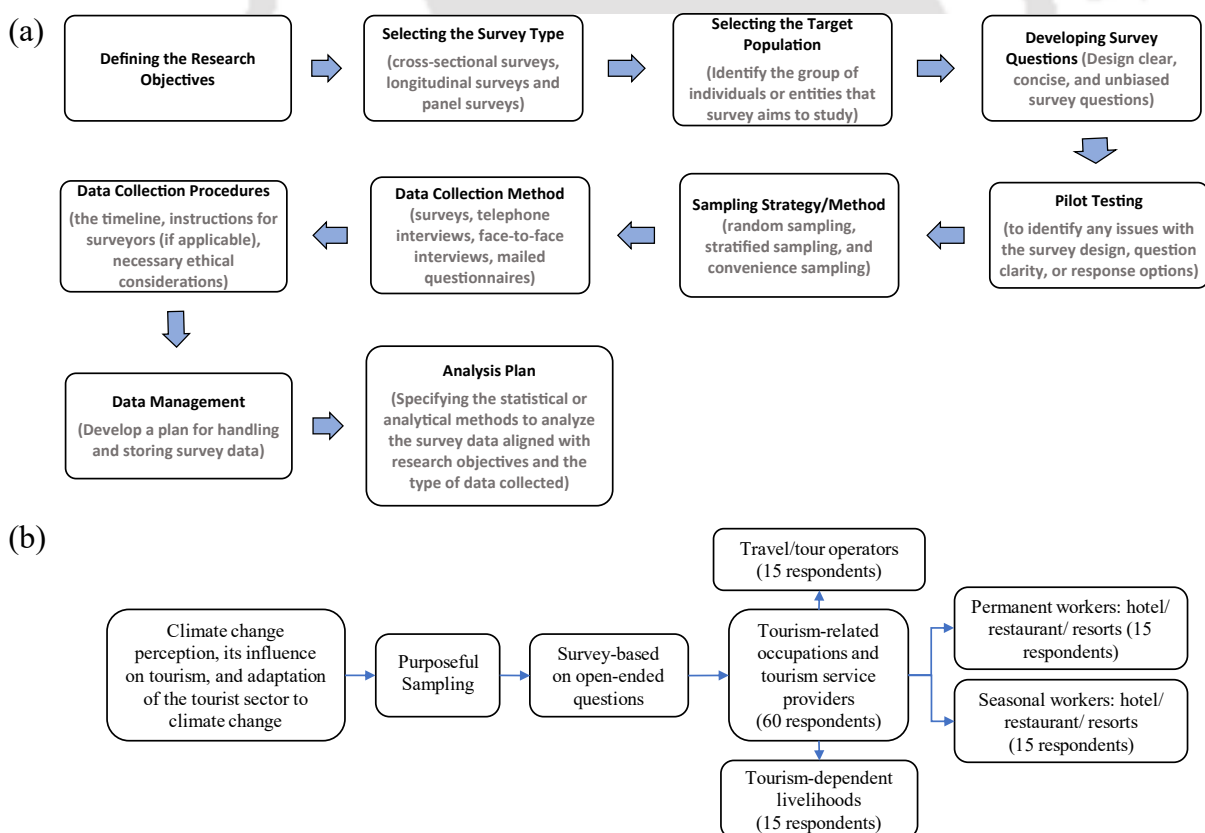 (a)
Defining the Research
Objectives
Selecting the Survey Type
(cross-sectional surveys,
longitudinal surveys and
panel surveys)
Selecting the Target
Population
(Identify the group of
individuals or entities that
survey aims to study)
Developing Survey
Questions (Design clear,
concise, and unbiased
survey questions)
Pilot Testing
(to identify any issues with
the survey design, question
clarity, or response options)
Sampling Strategy/Method
(random sampling,
stratified sampling, and
convenience sampling)
Data Collection Method
(surveys, telephone
interviews, face-to-face
interviews, mailed
questionnaires)
Data Collection Procedures
(the timeline, instructions for
surveyors (if applicable),
necessary ethical
considerations)
Data Management
(Develop a plan for handling
and storing survey data)
Analysis Plan
(Specifying the statistical or
analytical methods to analyze
the survey data aligned with
research objectives and the
type of data collected)
(b)
Climate change
perception, its influence
on tourism, and adaptation
of the tourist sector to
climate change
Purposeful
Sampling
Survey-based
on open-ended
questions
Tourism-related
occupations and
tourism service
providers
(60 respondents)
Travel/tour operators
(15 respondents)
Permanent workers: hotel/
restaurant/ resorts (15
respondents)
Seasonal workers: hotel/
restaurant/ resorts
(15 respondents)
Tourism-dependent
livelihoods
(15 respondents)